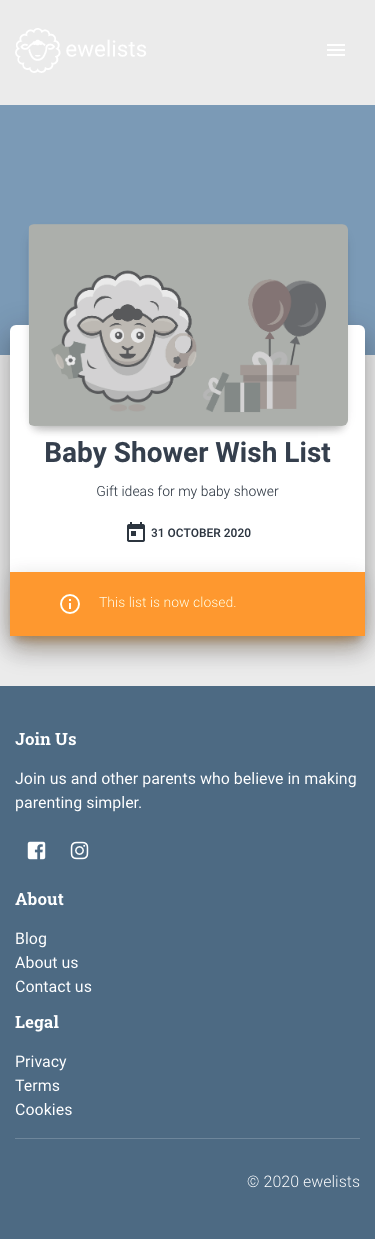 ewelists
Baby Shower Wish List
Gift ideas for my baby shower
31 OCTOBER 2020
This list is now closed.
Join Us
Join us and other parents who believe in making
parenting simpler.
About
Blog
About us
Contact us
Legal
Privacy
Terms
Cookies
© 2020 ewelists